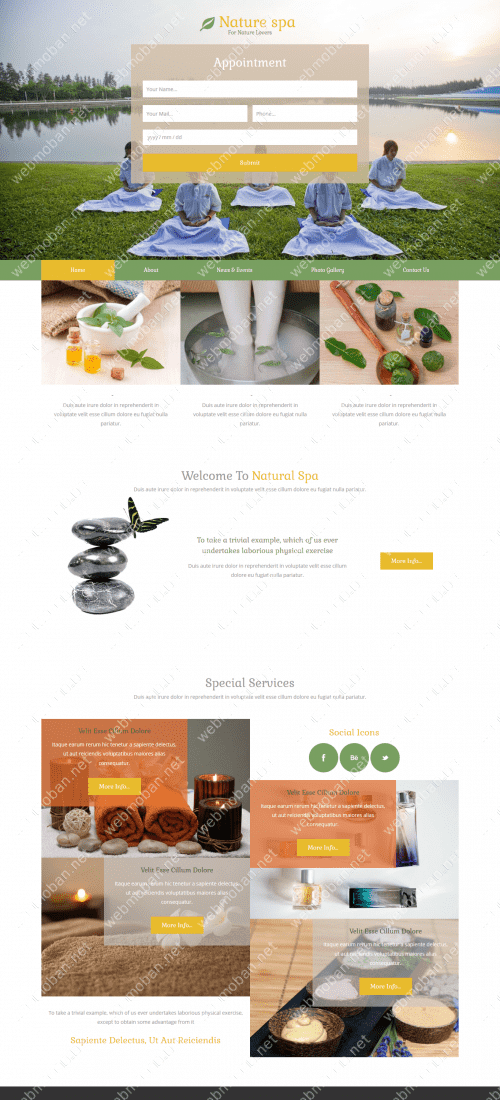 Nature spa
For Nature Lovers
Appointment
Your Name...
Your Mail...
Phone...
yyyy / mm / dd
Submit
Home
About
News & Events
Photo Gallery
Contact Us
Duis aute irure dolor in reprehenderit in
voluptate velit esse cillum dolore eu fugiat nulla
pariatur.
Duis aute irure dolor in reprehenderit in
voluptate velit esse cillum dolore eu fugiat nulla
pariatur.
Duis aute irure dolor in reprehenderit in
voluptate velit esse cillum dolore eu fugiat nulla
pariatur.
Welcome To Natural Spa
Duis aute irure dolor in reprehenderit in voluptate velit esse cillum dolore eu fugiat nulla pariatur.
To take a trivial example, which of us ever
undertakes laborious physical exercise
Duis aute irure dolor in reprehenderit in voluptate velit esse cillum
dolore eu fugiat nulla pariatur.
More Info..
Special Services
Duis aute irure dolor in reprehenderit in voluptate velit esse cillum dolore eu fugiat nulla pariatur.
Velit Esse Cillum Dolore
Itaque earum rerum hic tenetur a sapiente delectus,
ut aut reiciendis voluptatibus maiores alias
consequatur.
More Info..
Social Icons
f
Bē
Velit Esse Cillum Dolore
Itaque earum rerum hic tenetur a sapiente delectus,
ut aut reiciendis voluptatibus maiores alias
consequatur.
More Info..
Velit Esse Cillum Dolore
Itaque earum rerum hic tenetur a sapiente delectus,
ut aut reiciendis voluptatibus maiores alias
consequatur.
More Info..
Velit Esse Cillum Dolore
Itaque earum rerum hic tenetur a sapiente delectus,
ut aut reiciendis voluptatibus maiores alias
consequatur.
More Info..
To take a trivial example, which of us ever undertakes laborious physical exercise,
except to obtain some advantage from it
Sapiente Delectus, Ut Aut Reiciendis
webmoban.net